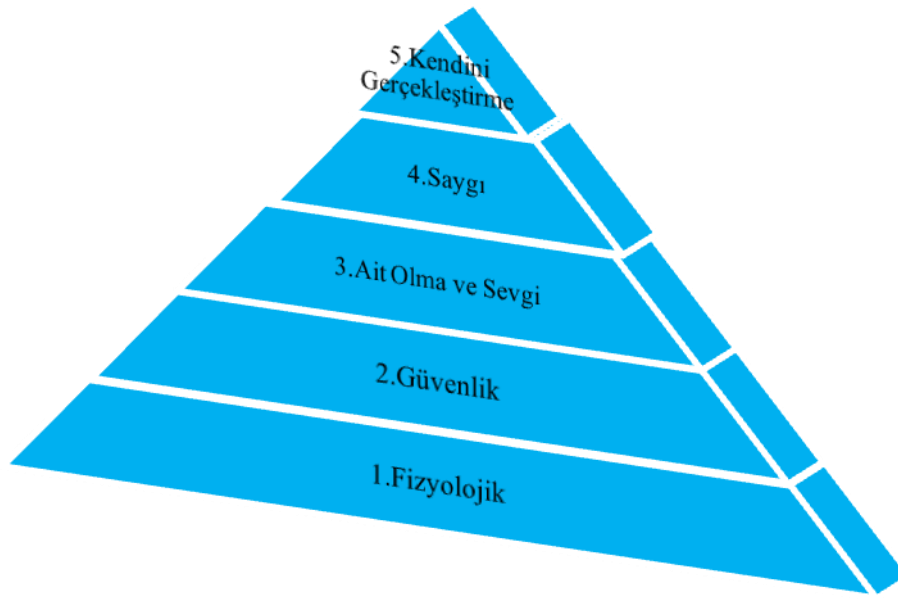 5.Kendini
Gerçekleştirme
4.Saygı
3.Ait Olma ve Sevgi
2.Güvenlik
1.Fizyolojik